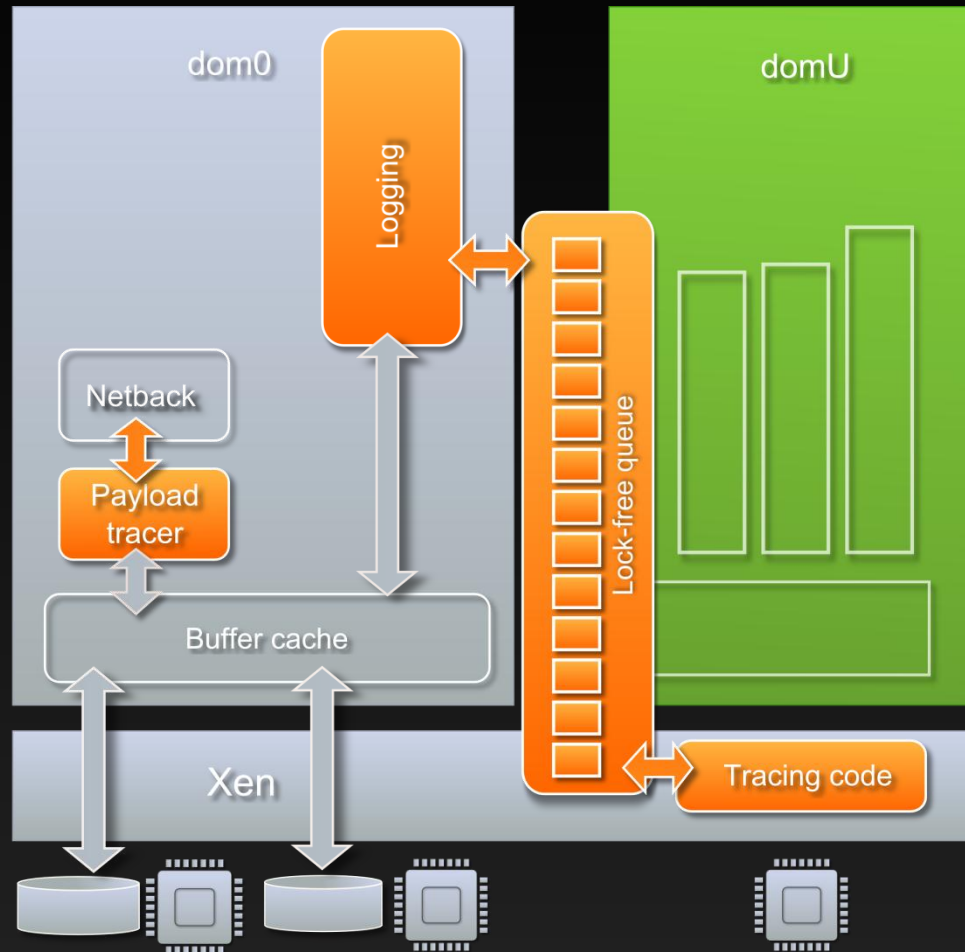 dom0
domU
Logging
Netback
Payload
tracer
Lock-free queue
Buffer cache
Xen
Tracing code